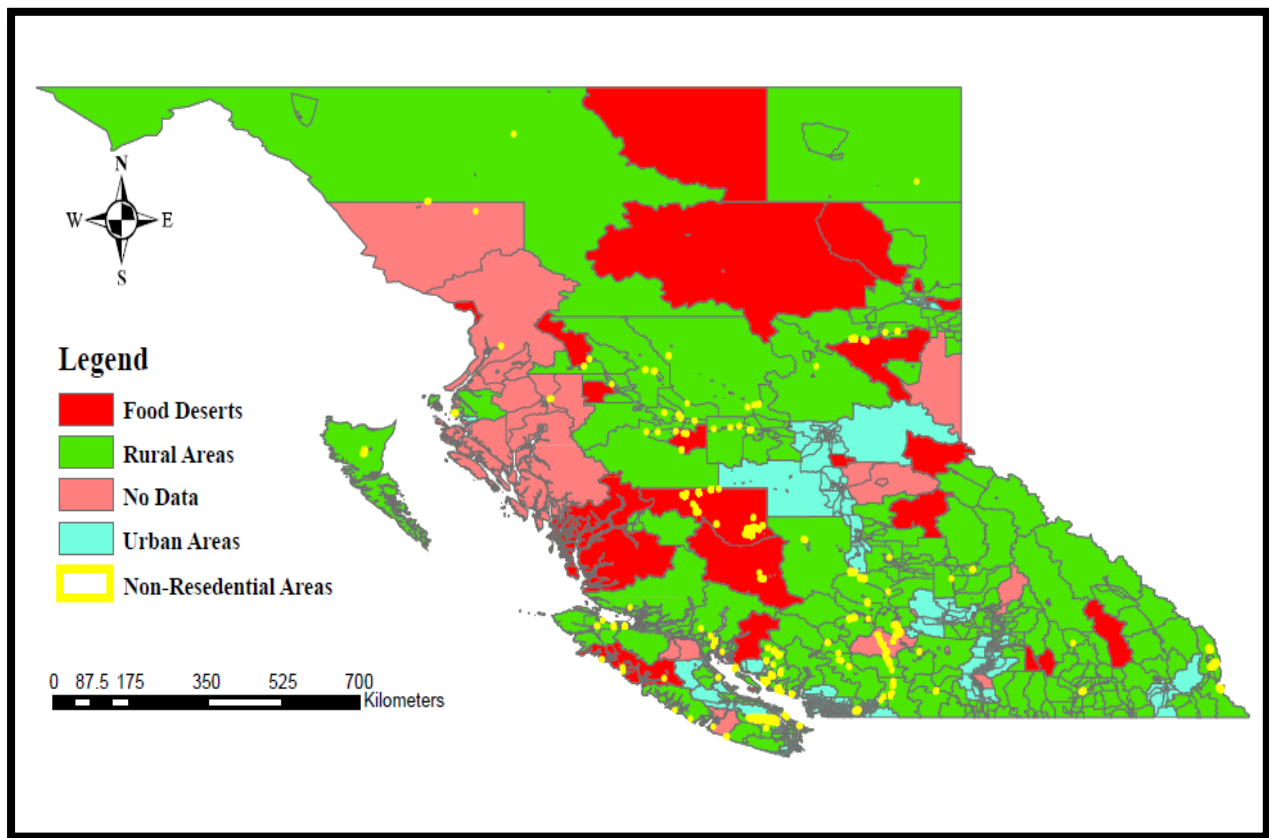 N
W E
S
Legend
Food Deserts
Rural Areas
No Data
Urban Areas
Non-Resedential Areas
0 87.5 175 350 525 700
Kilometers